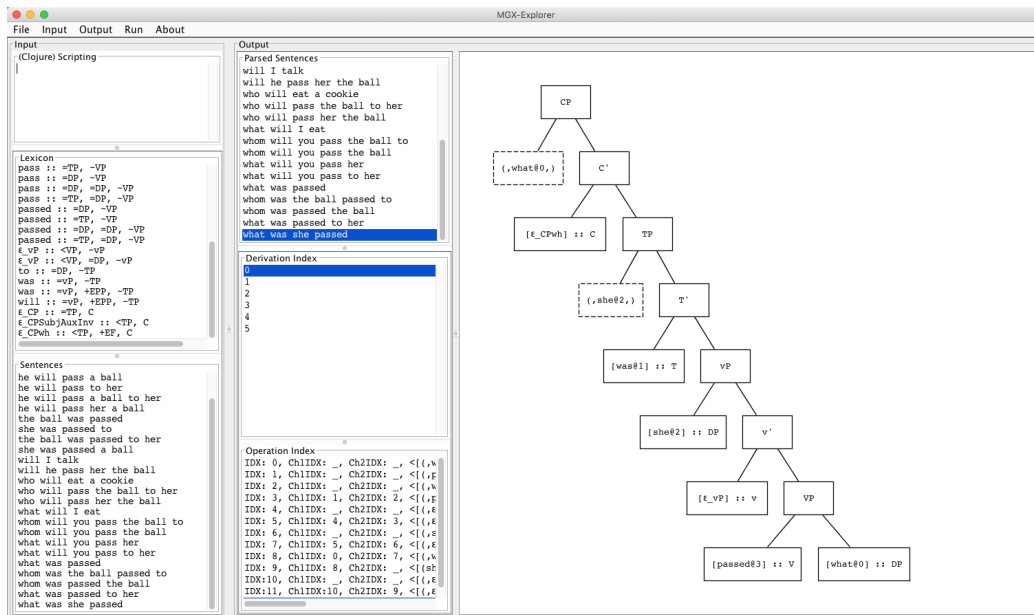 MGX-Explorer
File Input Output Run About
Input
(Clojure) Scripting
Lexicon
pass :: =TP, ~VP
pass :: =DP, ~VP
pass :: =DP, =DP, ~VP
pass :: =TP, =DP, ~VP
passed :: =DP, ~VP
passed :: =TP, ~VP
passed :: =DP, =DP, ~VP
passed :: =TP, =DP, ~VP
ε_vP :: <VP, ~vP
ε_vP :: <VP, =DP, ~vP
to :: =DP, ~TP
was :: =vP, ~TP
was :: =vP, +EPP, ~TP
will :: =vP, +EPP, ~TP
ε_CP :: =TP, C
ε_CPSubjAuxInv :: <TP, C
ε_CPwh :: <TP, +EF, C
Sentences
he will pass a ball
he will pass to her
he will pass a ball to her
he will pass her a ball
the ball was passed
she was passed to
the ball was passed to her
she was passed a ball
will I talk
will he pass her the ball
who will eat a cookie
who will pass the ball to her
who will pass her the ball
what will I eat
whom will you pass the ball to
whom will you pass the ball
what will you pass her
what will you pass to her
what was passed
whom was the ball passed to
whom was passed the ball
what was passed to her
what was she passed
Output
Parsed Sentences
will I talk
will he pass her the ball
who will eat a cookie
who will pass the ball to her
who will pass her the ball
what will I eat
whom will you pass the ball to
whom will you pass the ball
what will you pass her
what will you pass to her
what was passed
whom was the ball passed to
whom was passed the ball
what was passed to her
what was she passed
Derivation Index
0
1
2
3
4
5
Operation Index
IDX: 0, Ch1IDX: _, Ch2IDX: _, <[(,w
IDX: 1, Ch1IDX: _, Ch2IDX: _, <[(,p
IDX: 2, Ch1IDX: _, Ch2IDX: _, <[(,w
IDX: 3, Ch1IDX: 1, Ch2IDX: 2, <[(,p
IDX: 4, Ch1IDX: _, Ch2IDX: _, <[(,ε
IDX: 5, Ch1IDX: 4, Ch2IDX: 3, <[(,ε
IDX: 6, Ch1IDX: _, Ch2IDX: _, <[(,s
IDX: 7, Ch1IDX: 5, Ch2IDX: 6, <[(,ε
IDX: 8, Ch1IDX: 0, Ch2IDX: 7, <[(,w
IDX: 9, Ch1IDX: 8, Ch2IDX: _, <[(sh
IDX:10, Ch1IDX: _, Ch2IDX: _, <[(,ε
IDX:11, Ch1IDX:10, Ch2IDX: 9, <[(,ε
CP
(,what@0,)
C'
[ε_CPwh] :: C
TP
(,she@2,)
T'
[was@1] :: T
vP
[she@2] :: DP
v'
[ε_vP] :: v
VP
[passed@3] :: V
[what@0] :: DP